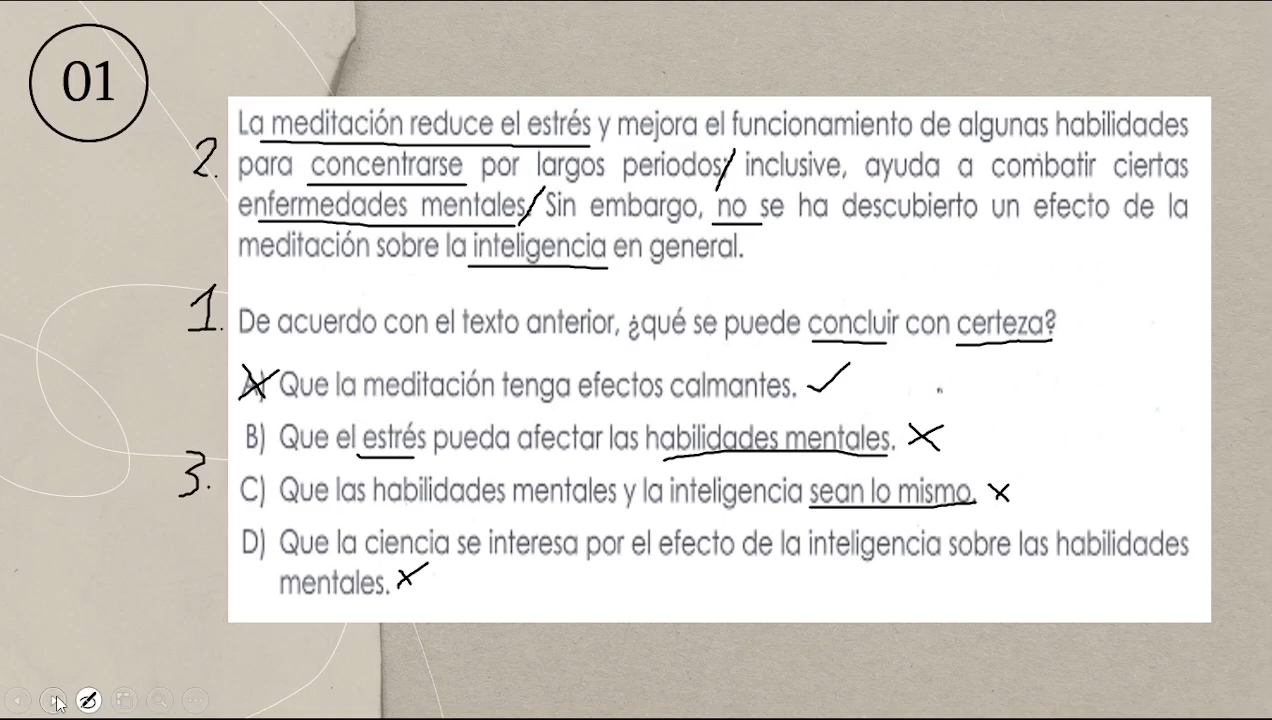 01
La meditación reduce el estrés y mejora el funcionamiento de algunas habilidades
2. para concentrarse por largos periodos; inclusive, ayuda a combatir ciertas
enfermedades mentales. Sin embargo, no se ha descubierto un efecto de la
meditación sobre la inteligencia en general.
1. De acuerdo con el texto anterior, ¿qué se puede concluir con certeza?
A) Que la meditación tenga efectos calmantes.
B) Que el estrés pueda afectar las habilidades mentales.
3. C) Que las habilidades mentales y la inteligencia sean lo mismo.
D) Que la ciencia se interesa por el efecto de la inteligencia sobre las habilidades
mentales.